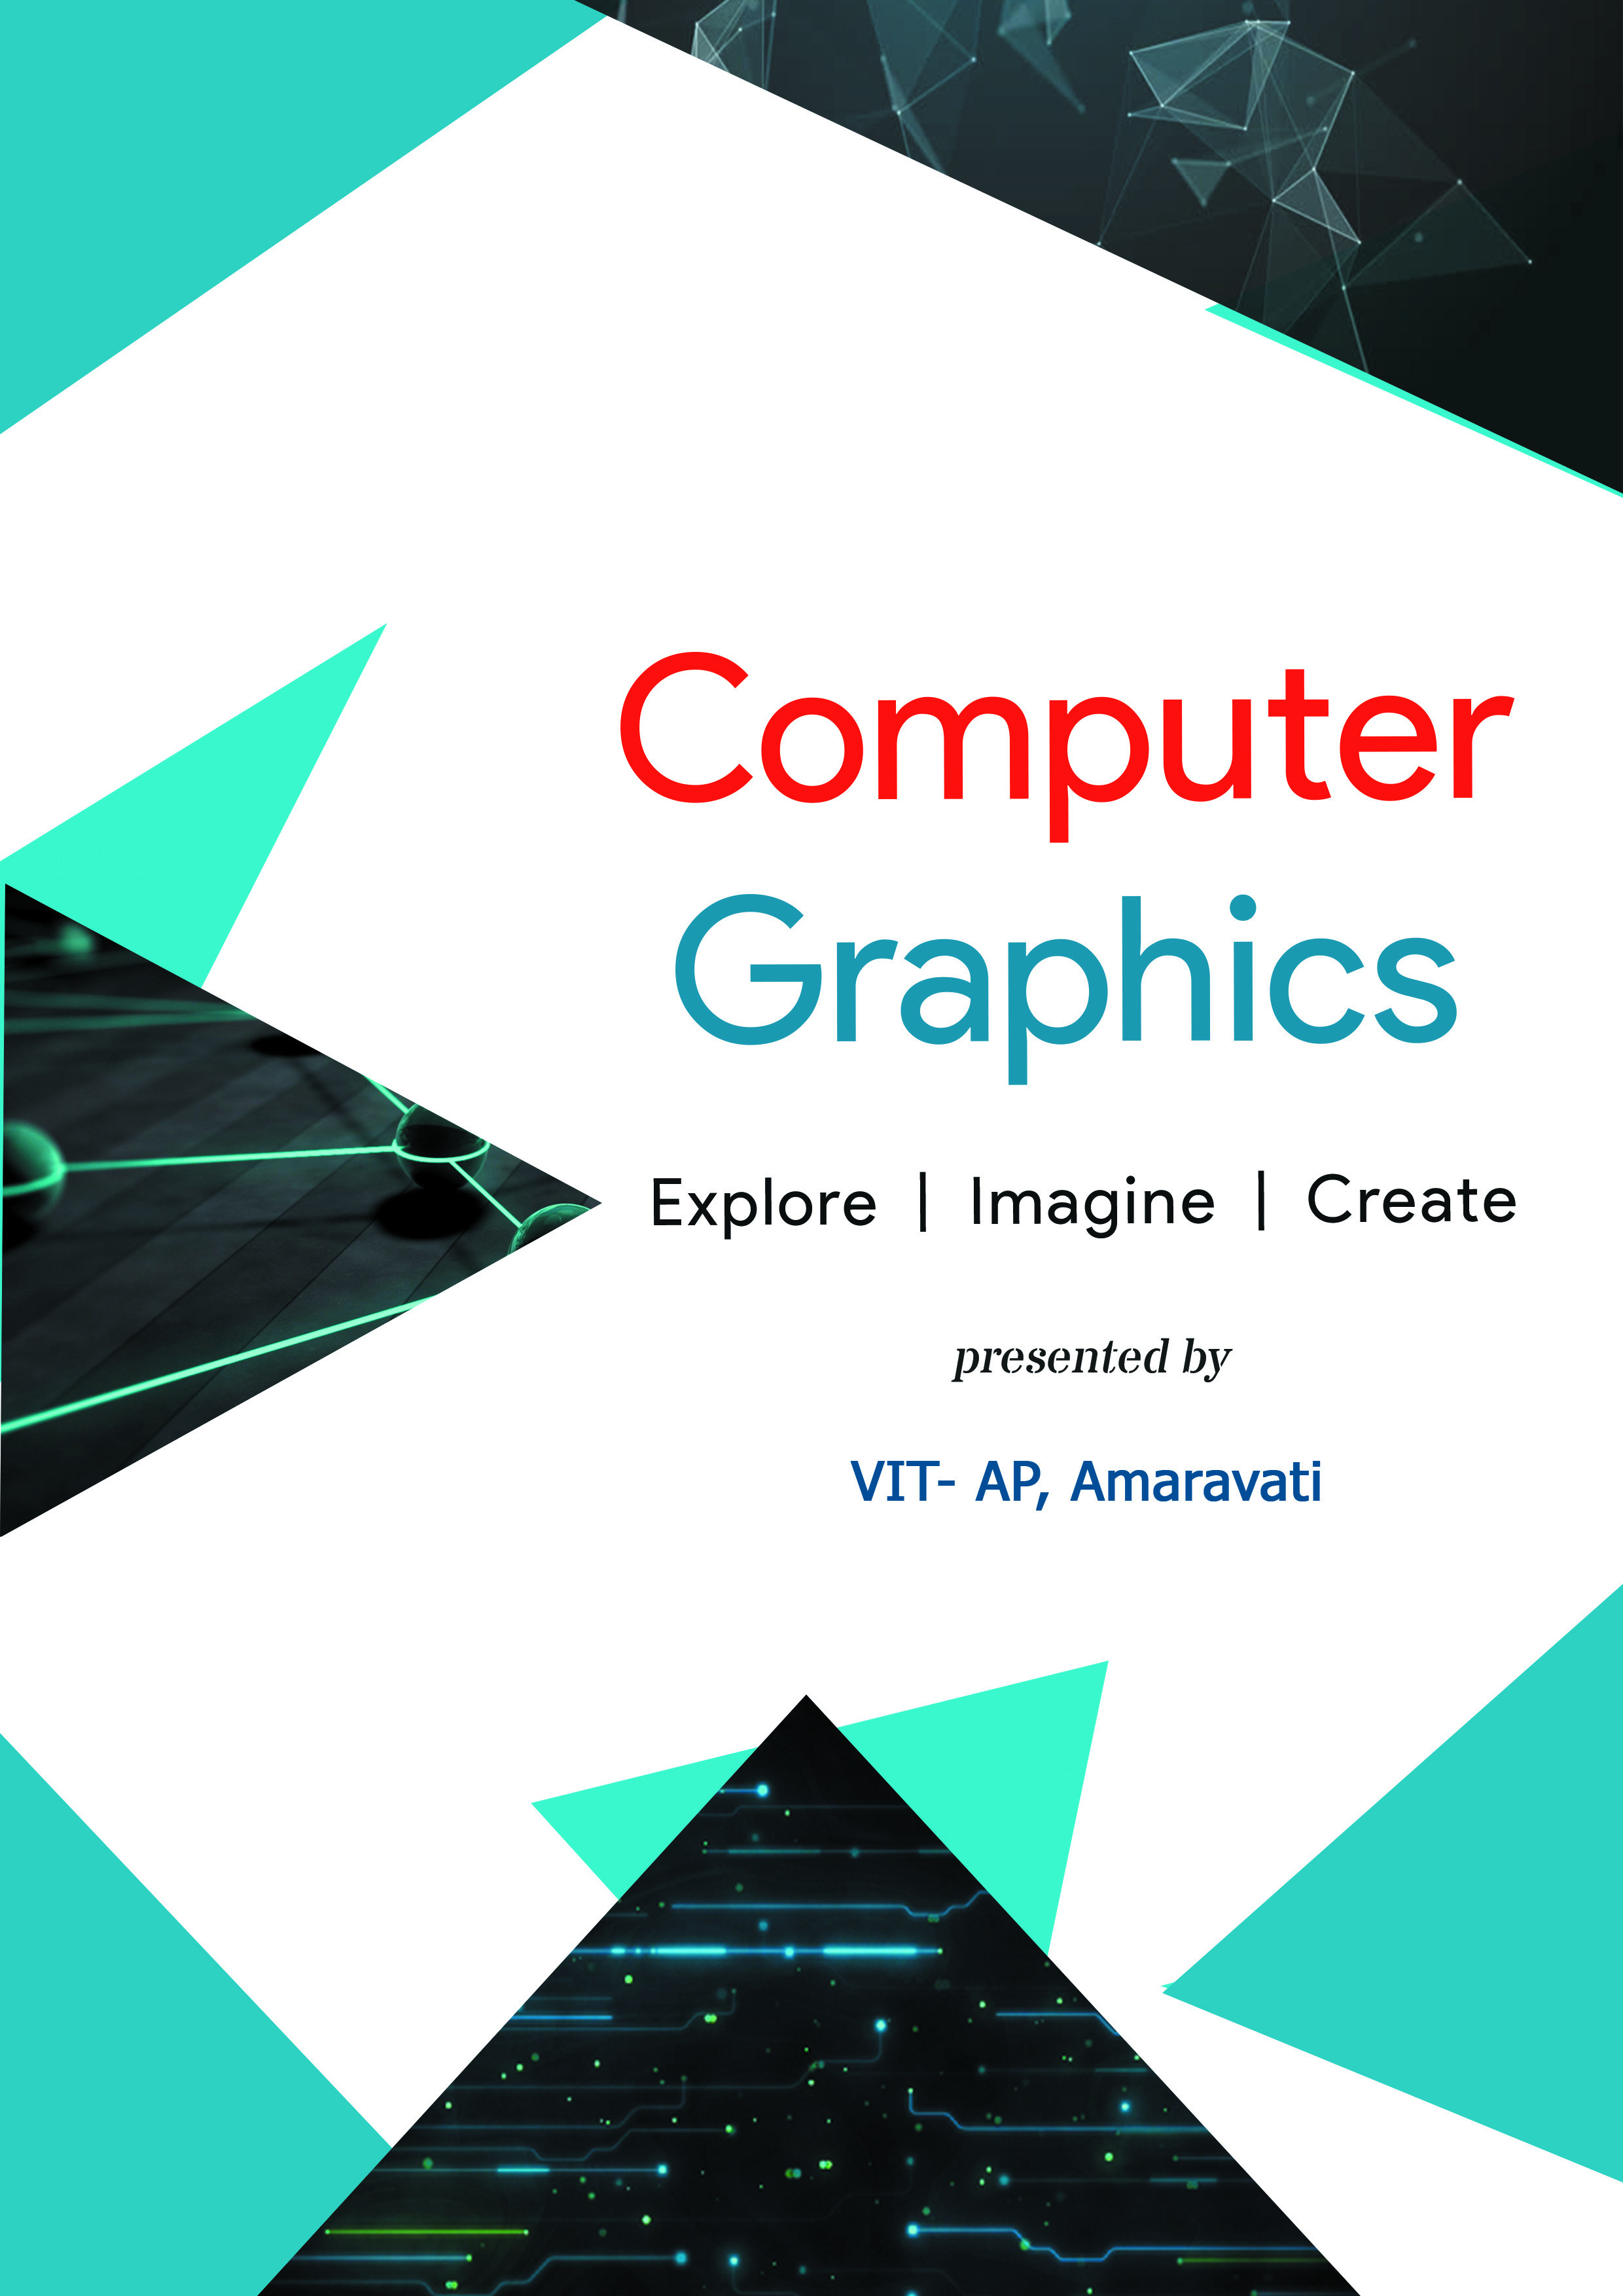 Computer
Graphics
Explore | Imagine | Create
presented by
VIT- AP, Amaravati